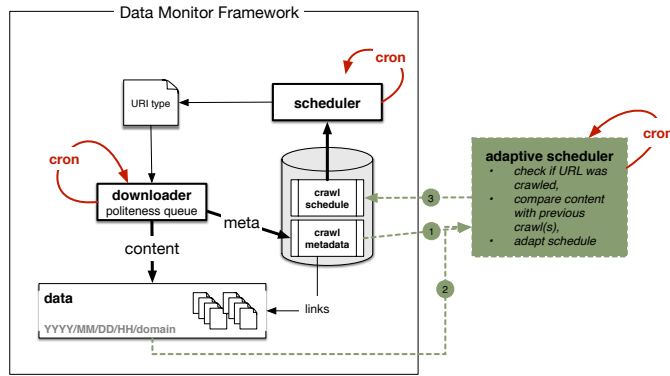 Data Monitor Framework
cron
scheduler
URI type
cron
cron
adaptive scheduler
• check if URL was
crawled,
• compare content
with previous
crawl(s),
• adapt schedule
downloader
politeness queue
crawl
schedule
3
meta
crawl
metadata
1
content
2
data
links
YYYY/MM/DD/HH/domain